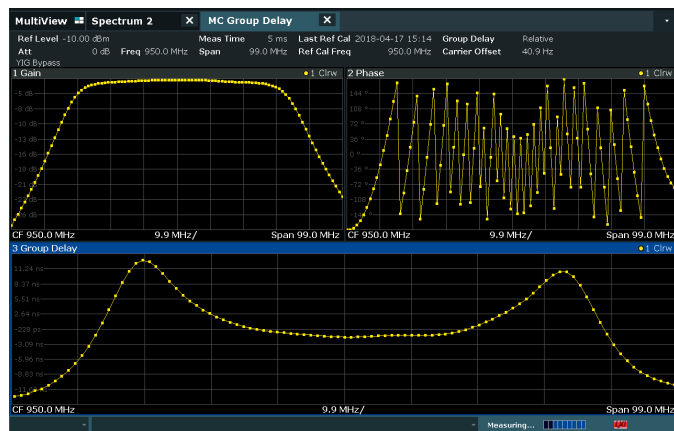 MultiView Spectrum 2 X MC Group Delay X
Ref Level -10.00 dBm Meas Time 5 ms Last Ref Cal 2018-04-17 15:14 Group Delay Relative
Att 0 dB Freq 950.0 MHz Span 99.0 MHz Ref Cal Freq 950.0 MHz Carrier Offset 40.9 Hz
YIG Bypass
1 Gain 1 Clrw
2 Phase 1 Clrw
-5 dB
-8 dB
-10 dB
-13 dB
-18 dB
-21 dB
144 °
108 °
72 °
36 °
0 °
-36 °
-72 °
CF 950.0 MHz 9.9 MHz/ Span 99.0 MHz
CF 950.0 MHz 9.9 MHz/ Span 99.0 MHz
3 Group Delay 1 Clrw
11.24 ns
8.37 ns
5.51 ns
2.64 ns
-228 ps
-3.09 ns
-5.96 ns
-8.83 ns
CF 950.0 MHz 9.9 MHz/ Span 99.0 MHz
Measuring...